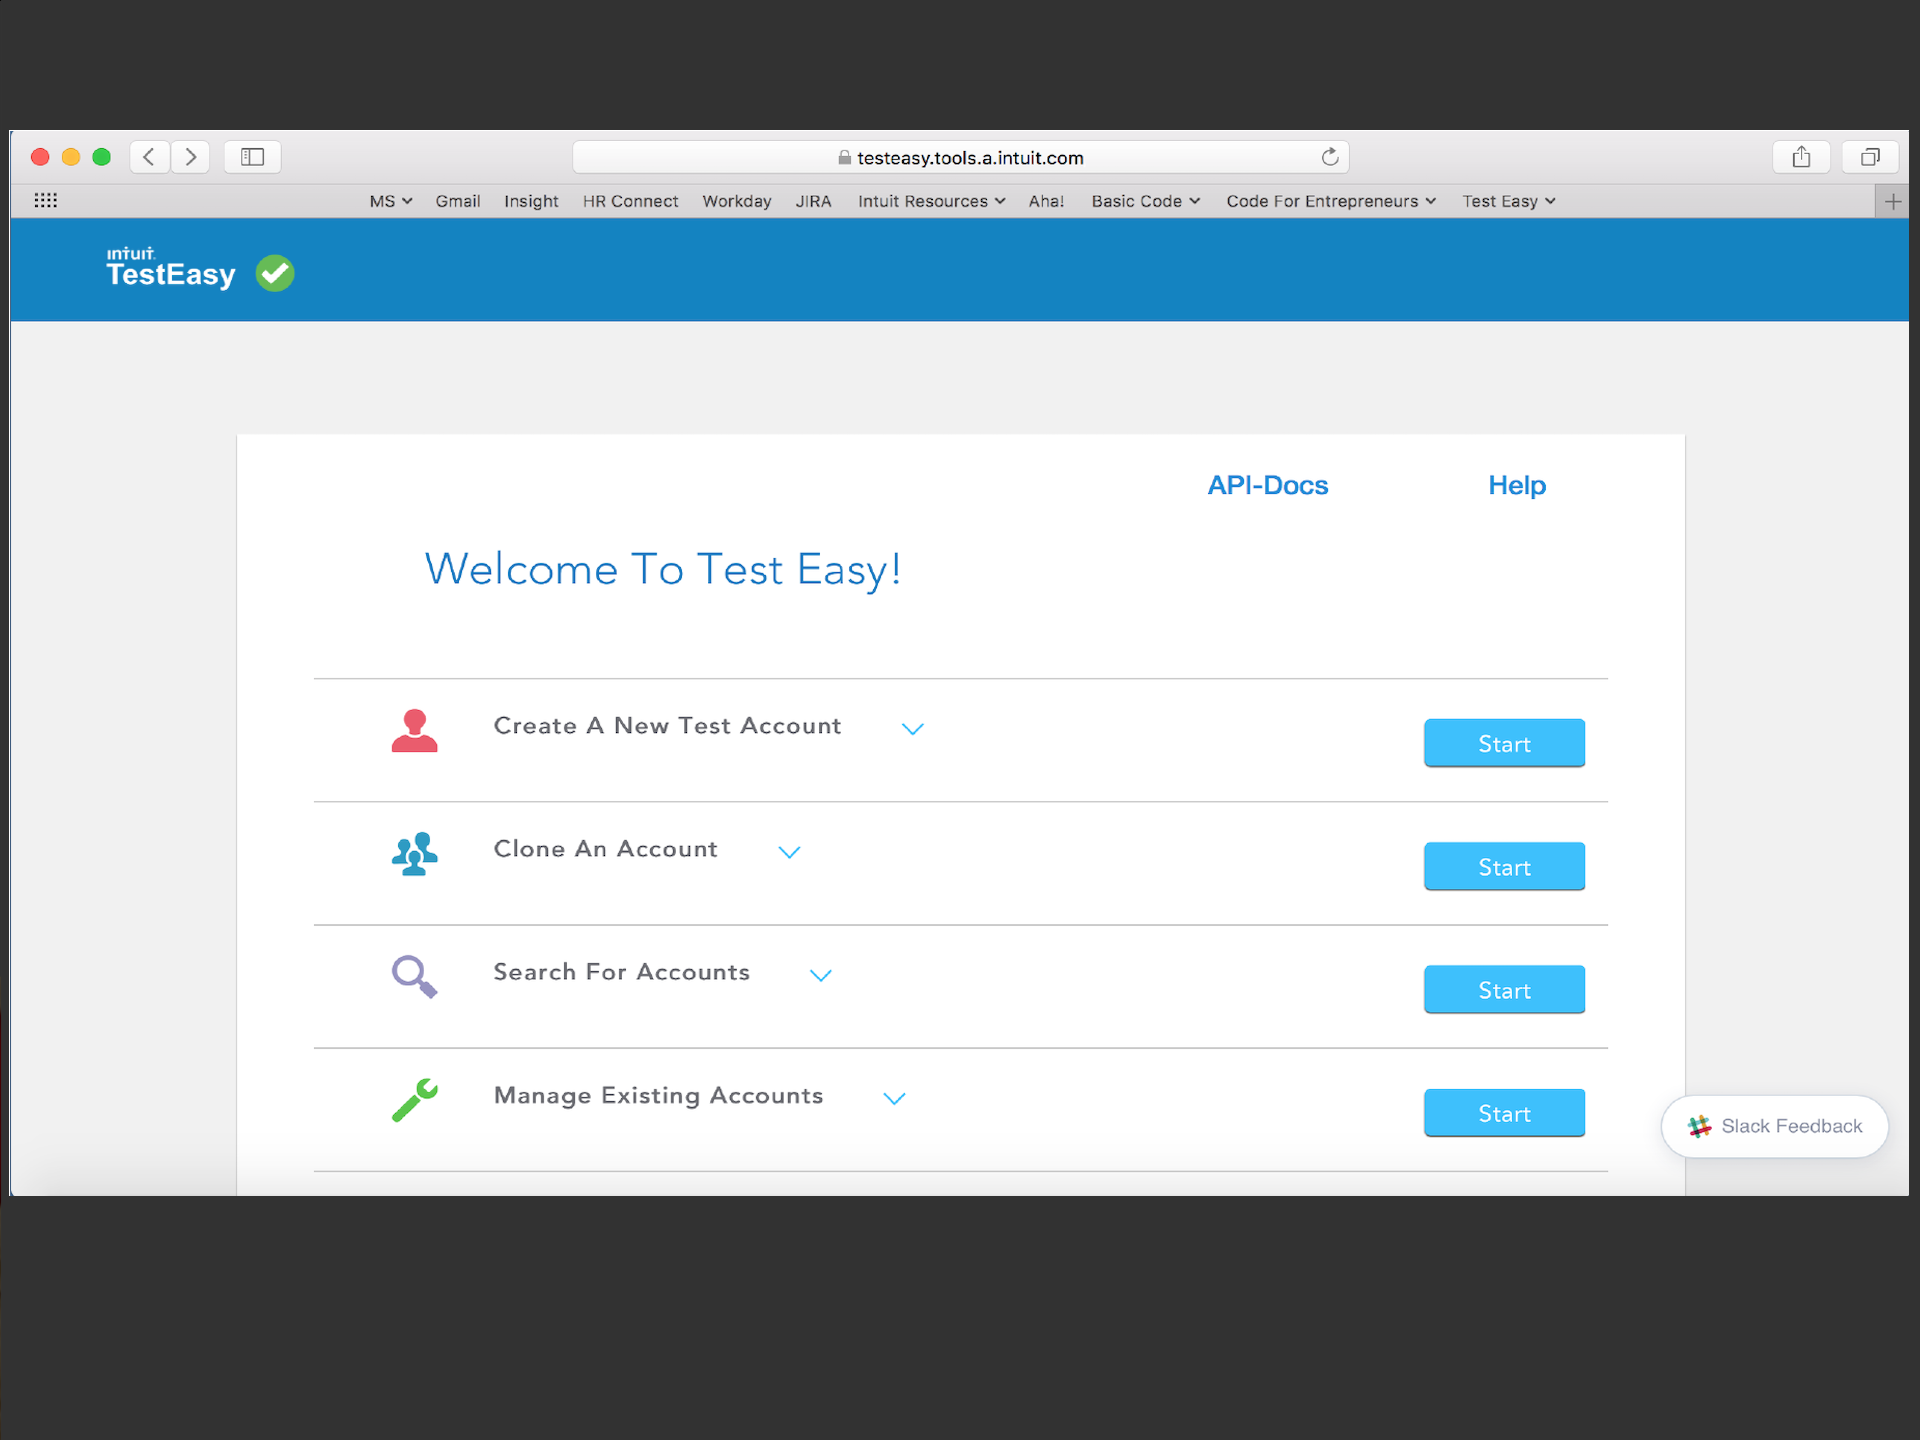 testeasy.tools.a.intuit.com
MS Gmail Insight HR Connect Workday JIRA Intuit Resources Aha! Basic Code Code For Entrepreneurs Test Easy
intuit.
TestEasy
API-Docs Help
Welcome To Test Easy!
Create A New Test Account
Start
Clone An Account
Start
Search For Accounts
Start
Manage Existing Accounts
Start
Slack Feedback